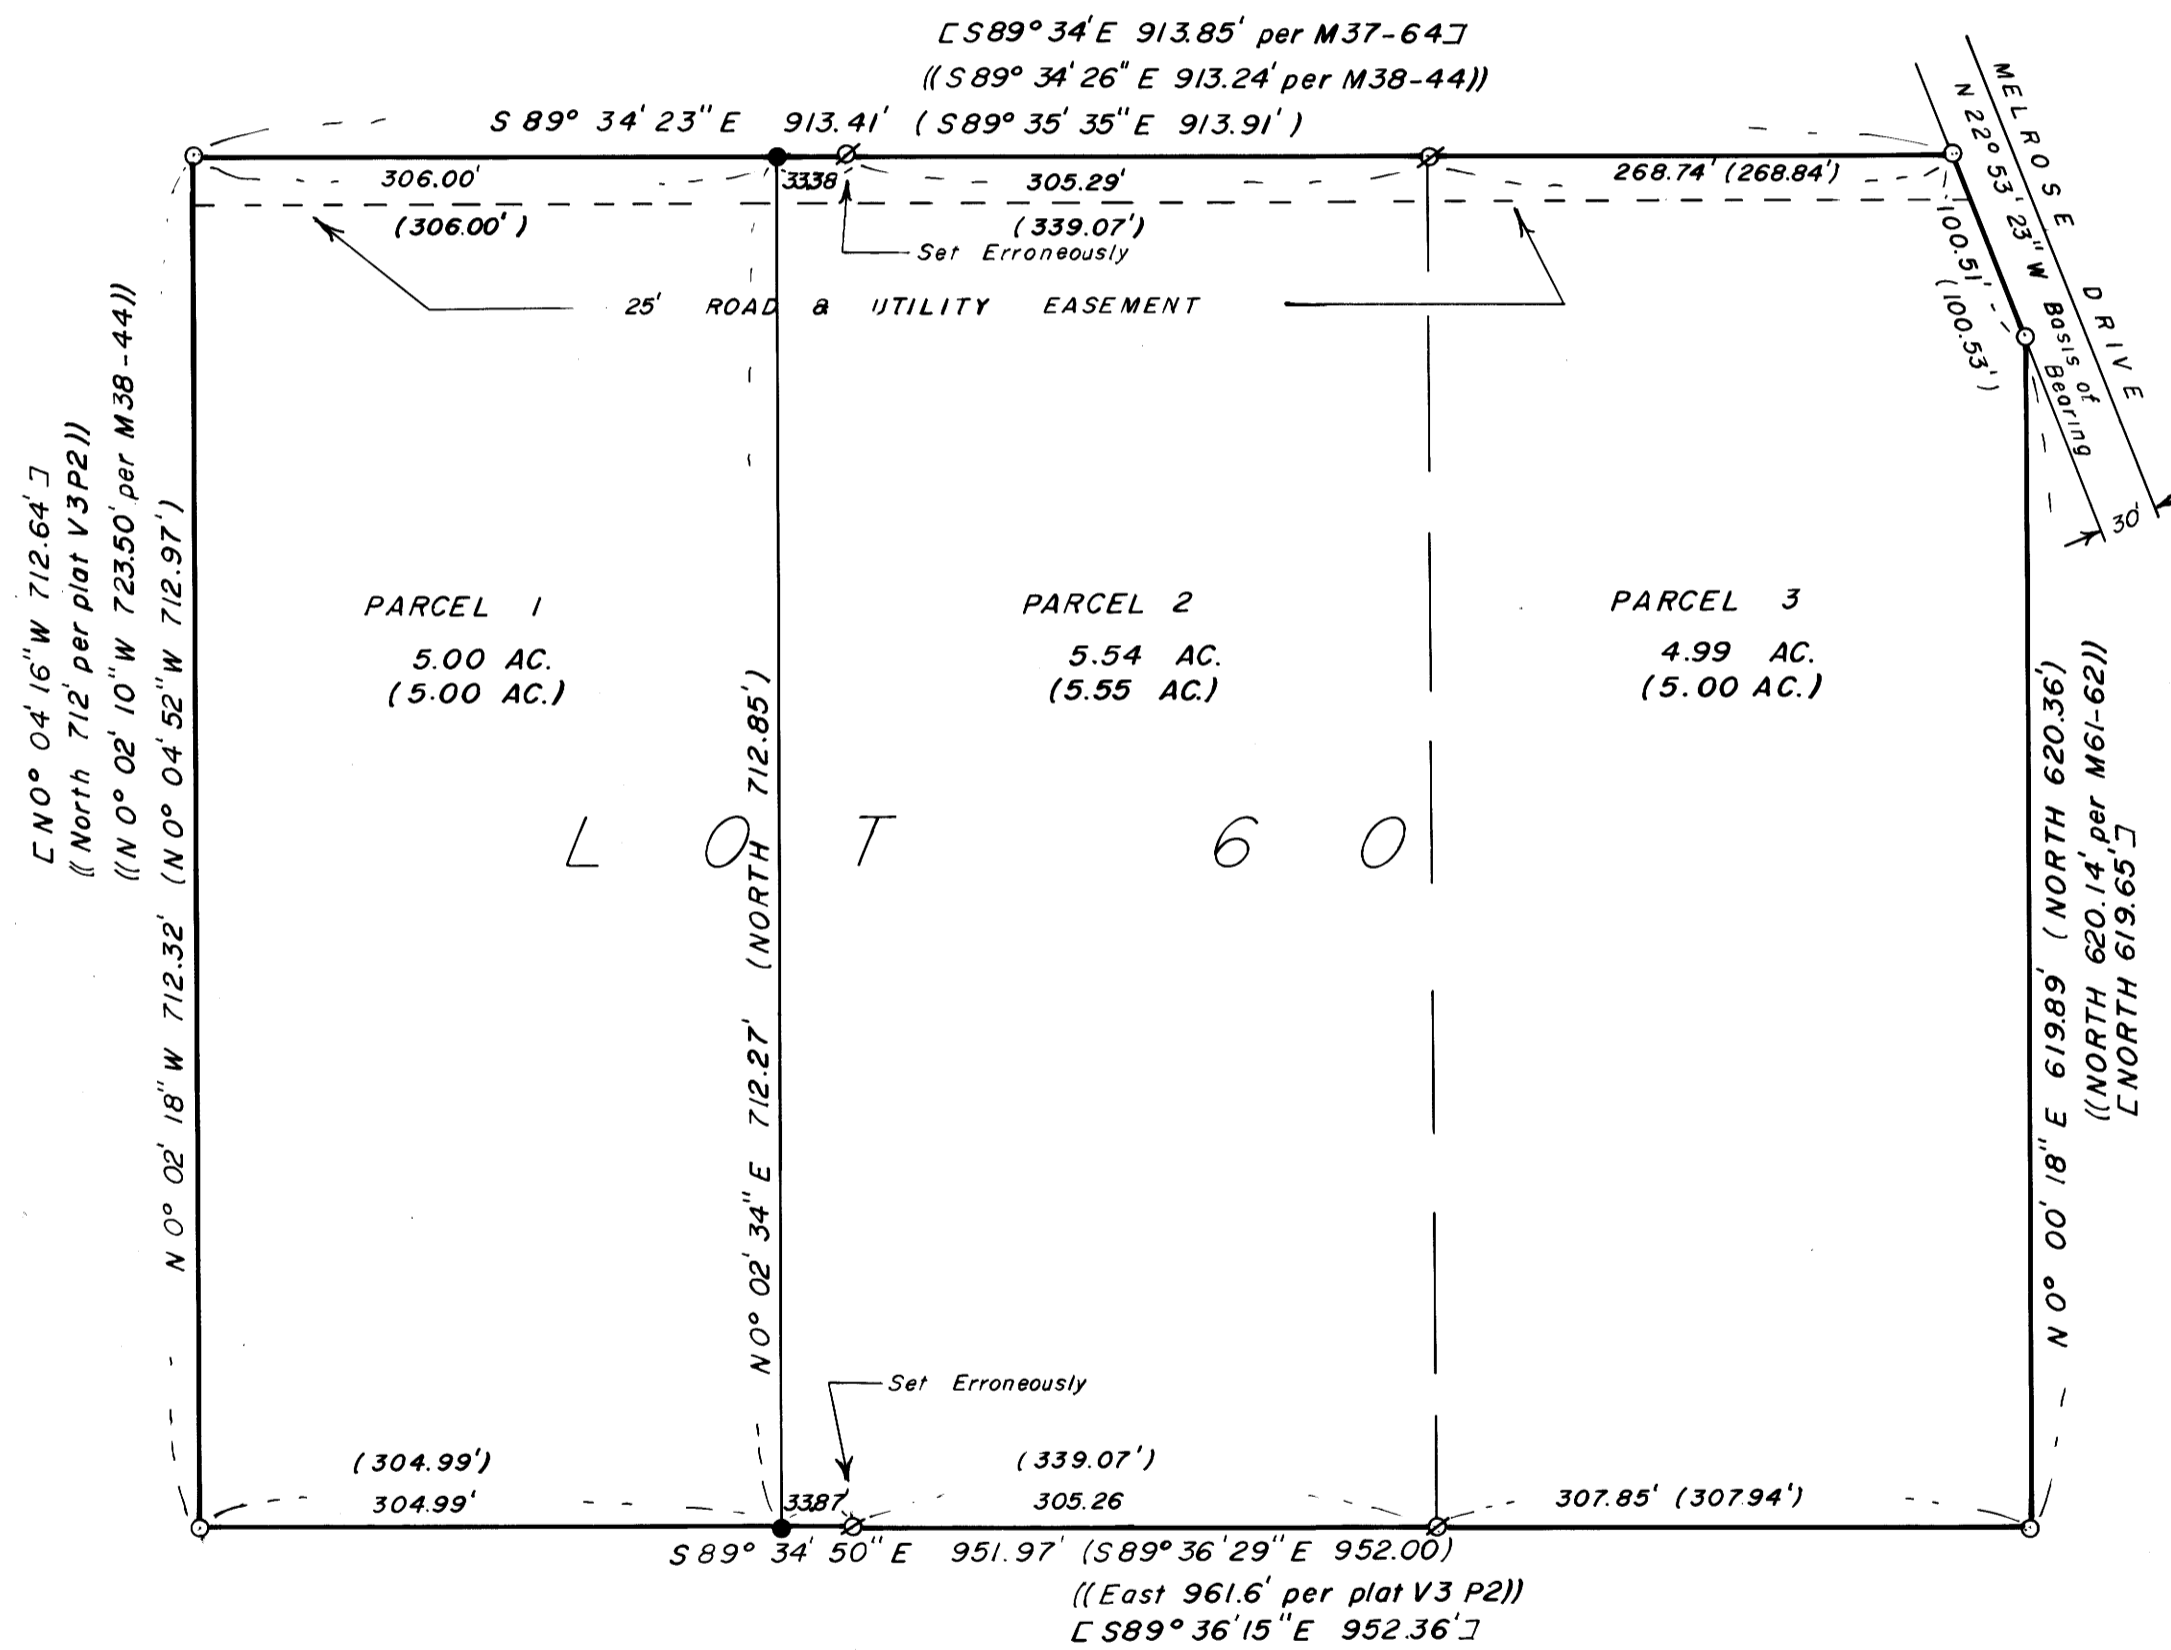 [S89° 34' E 913.85' per M37-64]
((S89° 34' 26" E 913.24' per M38-44))
S 89° 34' 23" E 913.41' (S89° 35' 35" E 913.91')
306.00'
33.38
305.29'
268.74' (268.84')
(306.00')
(339.07')
Set Erroneously
25' ROAD & UTILITY EASEMENT
MELROSE DRIVE
N 22° 53' 23" W Basis of
Bearing
100.51'
(100.53')
30'
[N0° 04' 16" W 712.64']
((North 712' per plat V3P2))
((N 0° 02' 10" W 723.50' per M38-44))
N 0° 02' 18" W 712.32' (N 0° 04' 52" W 712.97')
PARCEL 1
5.00 AC.
(5.00 AC.)
PARCEL 2
5.54 AC.
(5.55 AC.)
PARCEL 3
4.99 AC.
(5.00 AC.)
LOT 60
N0° 02' 34" E 712.27' (NORTH 712.85')
N 0° 00' 18" E 619.89' (NORTH 620.36')
((NORTH 620.14' per M61-62))
[NORTH 619.65']
Set Erroneously
(304.99')
304.99'
33.87
(339.07')
305.26
307.85' (307.94')
S 89° 34' 50" E 951.97' (S89° 36' 29" E 952.00)
((East 961.6' per plat V3 P2))
[S89° 36' 15" E 952.36']